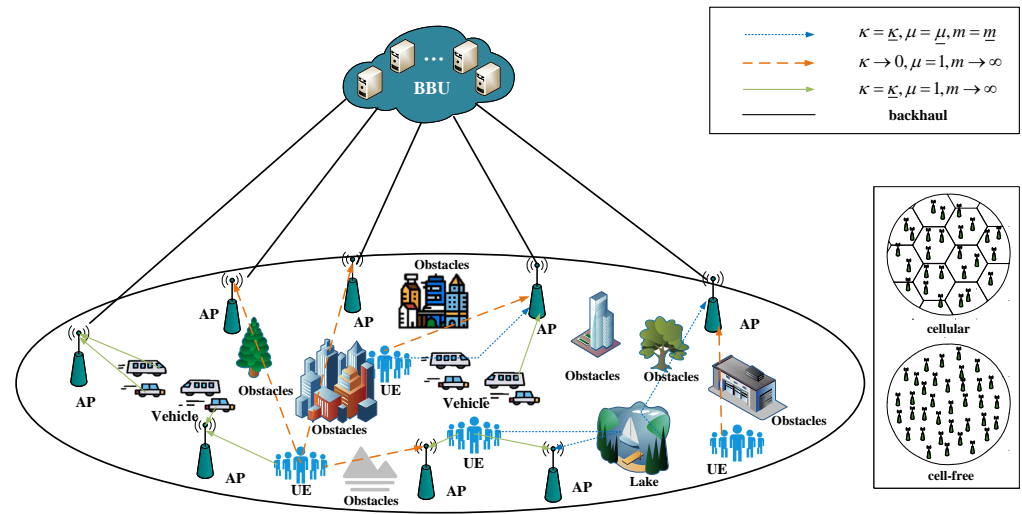 ...
BBU
κ = κ̲, μ = μ̲, m = m̲
κ → 0, μ = 1, m → ∞
κ = κ̲, μ = 1, m → ∞
backhaul
Obstacles
AP
AP
AP
AP
AP
UE
Obstacles
Obstacles
Obstacles
Vehicle
Vehicle
Obstacles
Obstacles
AP
UE
UE
UE
Obstacles
AP
AP
Lake
cellular
cell-free